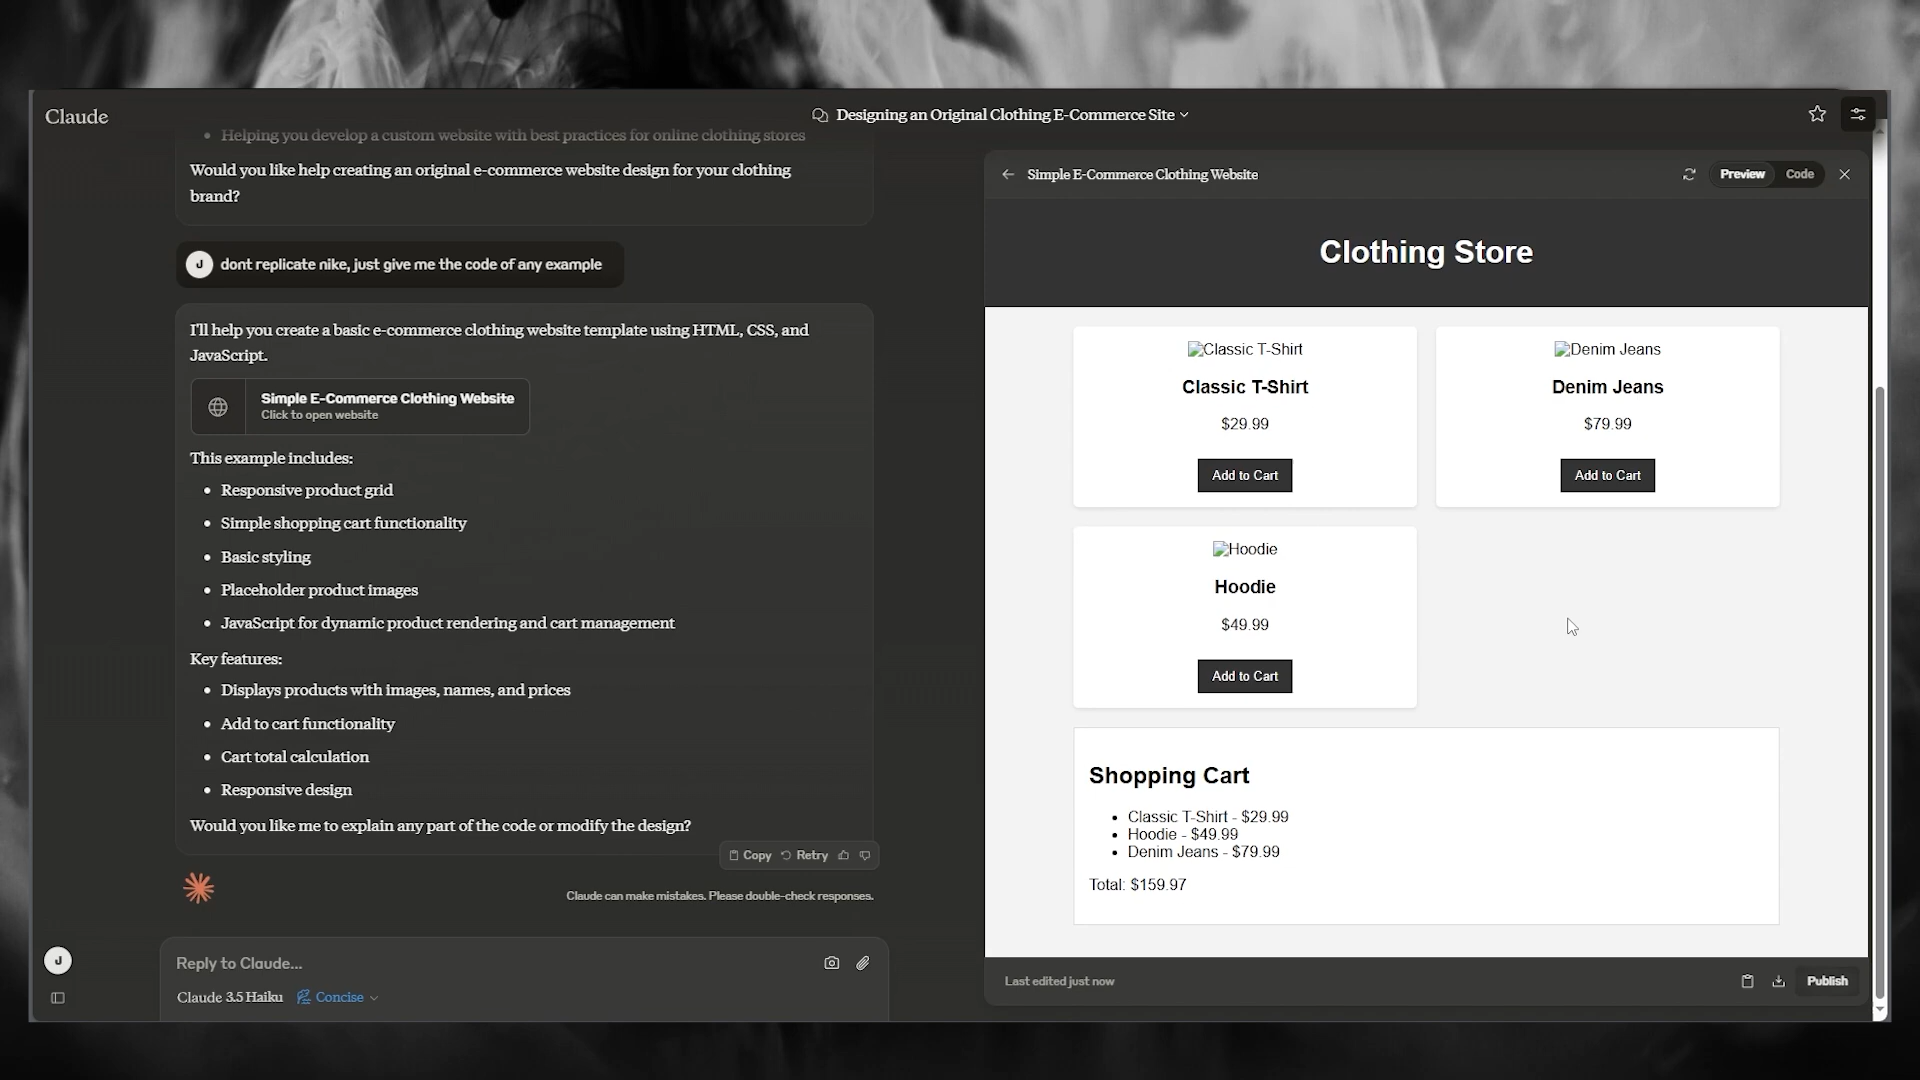 Claude
Designing an Original Clothing E-Commerce Site
Helping you develop a custom website with best practices for online clothing stores
Would you like help creating an original e-commerce website design for your clothing
brand?
J
dont replicate nike, just give me the code of any example
I'll help you create a basic e-commerce clothing website template using HTML, CSS, and
JavaScript.
Simple E-Commerce Clothing Website
Click to open website
This example includes:
• Responsive product grid
• Simple shopping cart functionality
• Basic styling
• Placeholder product images
• JavaScript for dynamic product rendering and cart management
Key features:
• Displays products with images, names, and prices
• Add to cart functionality
• Cart total calculation
• Responsive design
Would you like me to explain any part of the code or modify the design?
Copy Retry
Claude can make mistakes. Please double-check responses.
J
Reply to Claude...
Claude 3.5 Haiku Concise
Simple E-Commerce Clothing Website
Preview Code
Clothing Store
Classic T-Shirt
Classic T-Shirt
$29.99
Add to Cart
Denim Jeans
Denim Jeans
$79.99
Add to Cart
Hoodie
Hoodie
$49.99
Add to Cart
Shopping Cart
• Classic T-Shirt - $29.99
• Hoodie - $49.99
• Denim Jeans - $79.99
Total: $159.97
Last edited just now
Publish